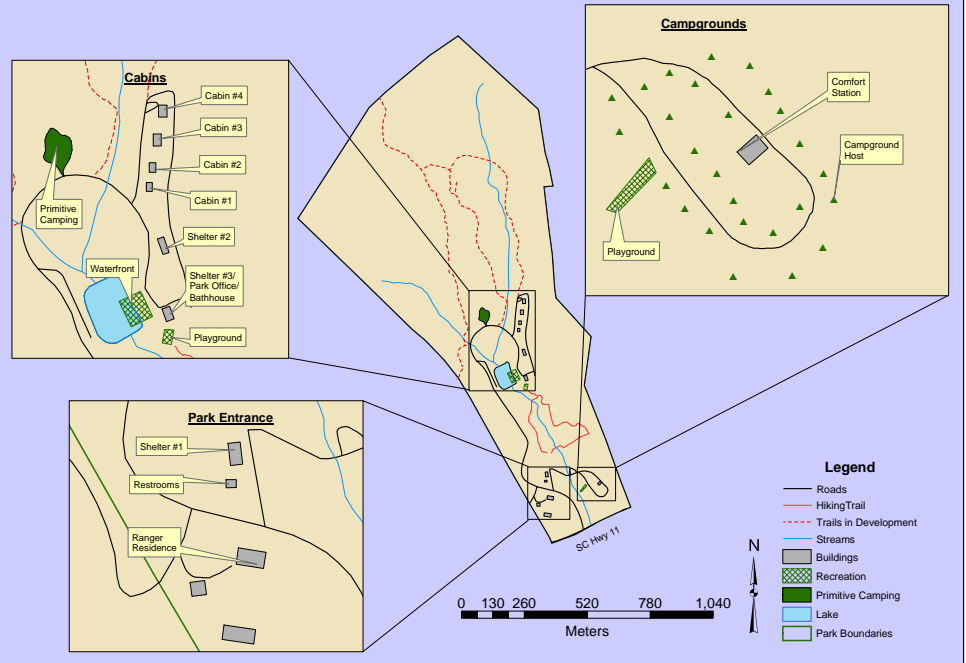 Campgrounds
Comfort
Station
Campground
Host
Playground
Cabins
Cabin #4
Cabin #3
Cabin #2
Cabin #1
Primitive
Camping
Shelter #2
Waterfront
Shelter #3/
Park Office/
Bathhouse
Playground
Park Entrance
Shelter #1
Restrooms
Ranger
Residence
SC Hwy 11
0 130 260 520 780 1,040
Meters
N
Legend
Roads
HikingTrail
Trails in Development
Streams
Buildings
Recreation
Primitive Camping
Lake
Park Boundaries